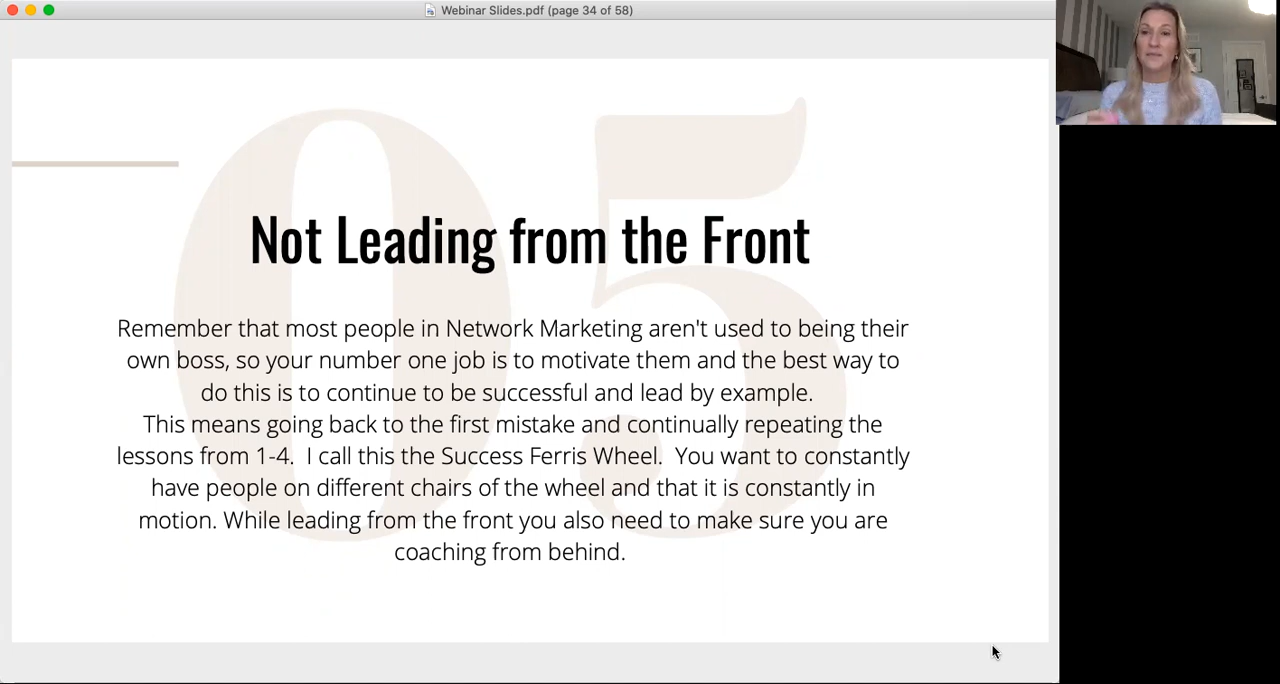 Webinar Slides.pdf (page 34 of 58)
05
Not Leading from the Front
Remember that most people in Network Marketing aren't used to being their
own boss, so your number one job is to motivate them and the best way to
do this is to continue to be successful and lead by example.
This means going back to the first mistake and continually repeating the
lessons from 1-4.  I call this the Success Ferris Wheel.  You want to constantly
have people on different chairs of the wheel and that it is constantly in
motion. While leading from the front you also need to make sure you are
coaching from behind.